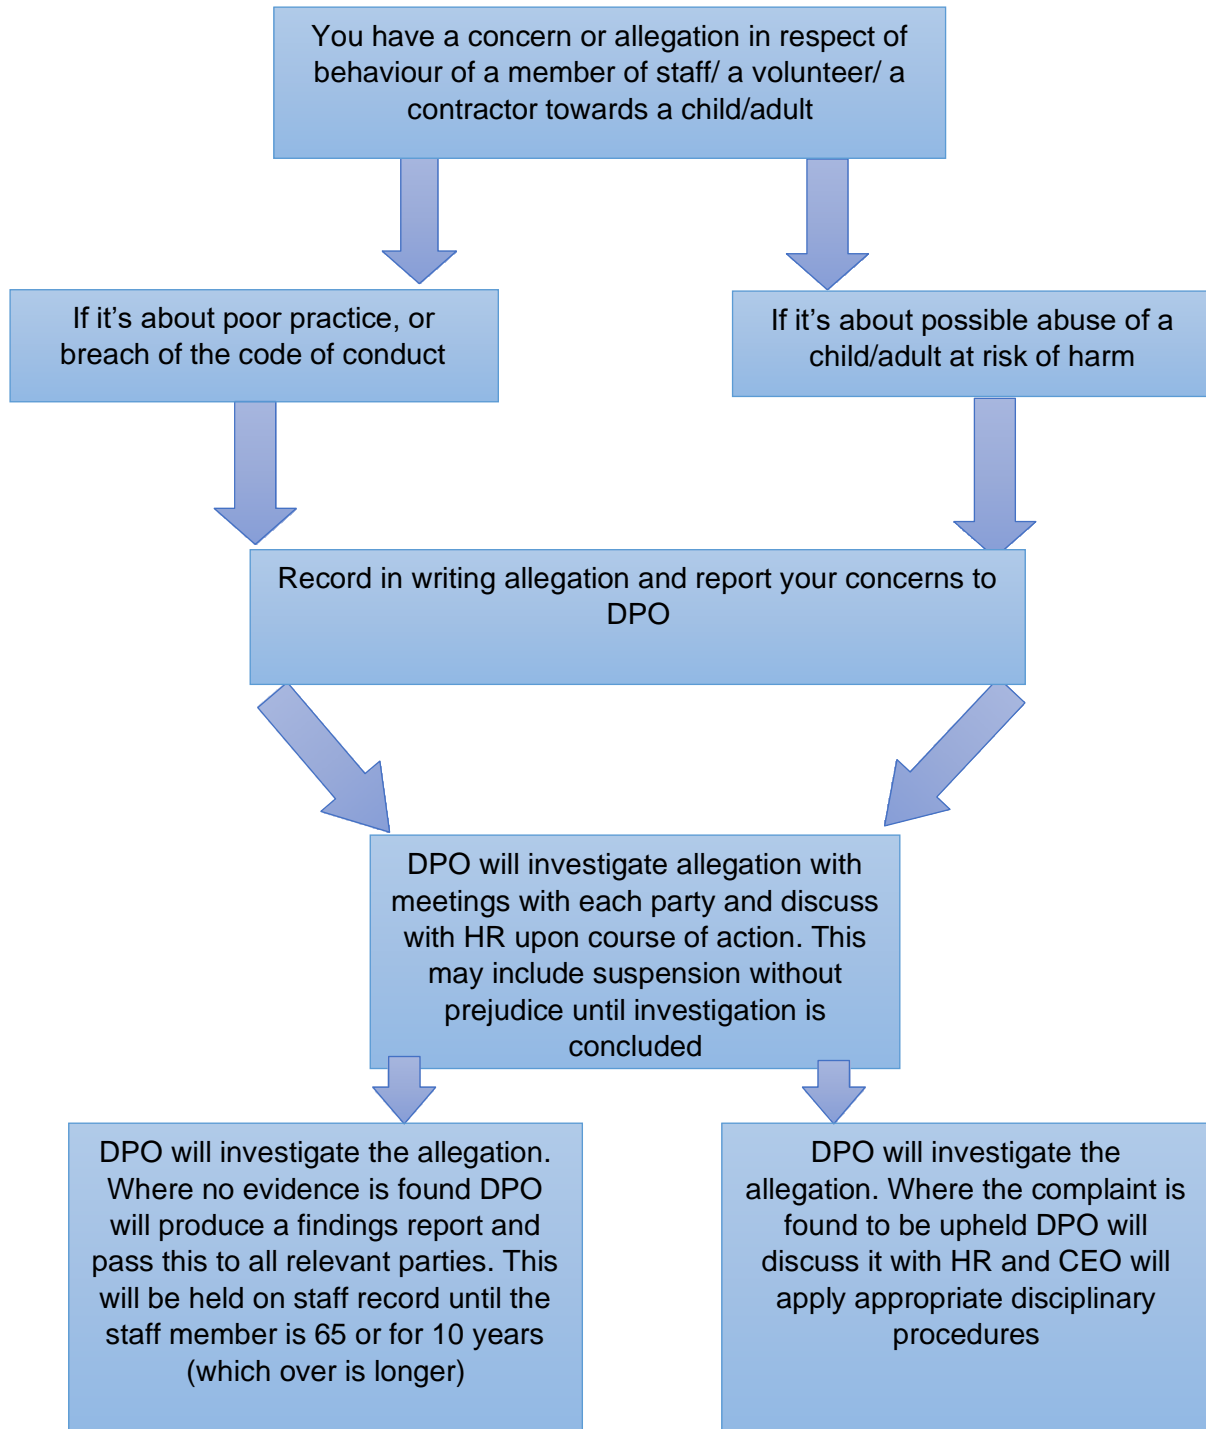 You have a concern or allegation in respect of
behaviour of a member of staff/ a volunteer/ a
contractor towards a child/adult
If it’s about poor practice, or
breach of the code of conduct
If it’s about possible abuse of a
child/adult at risk of harm
Record in writing allegation and report your concerns to
DPO
DPO will investigate allegation with
meetings with each party and discuss
with HR upon course of action. This
may include suspension without
prejudice until investigation is
concluded
DPO will investigate the allegation.
Where no evidence is found DPO
will produce a findings report and
pass this to all relevant parties. This
will be held on staff record until the
staff member is 65 or for 10 years
(which over is longer)
DPO will investigate the
allegation. Where the complaint is
found to be upheld DPO will
discuss it with HR and CEO will
apply appropriate disciplinary
procedures